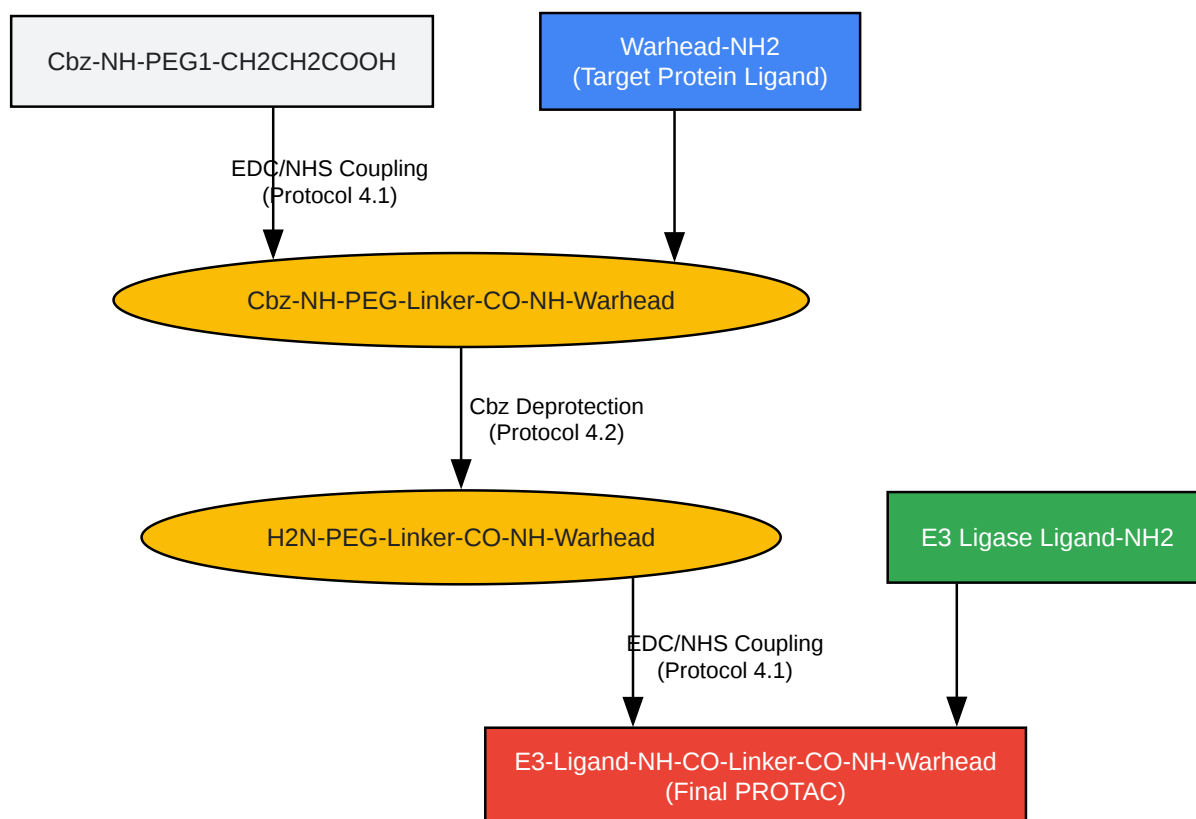 Cbz-NH-PEG1-CH2CH2COOH
Warhead-NH2
(Target Protein Ligand)
EDC/NHS Coupling
(Protocol 4.1)
Cbz-NH-PEG-Linker-CO-NH-Warhead
Cbz Deprotection
(Protocol 4.2)
H2N-PEG-Linker-CO-NH-Warhead
E3 Ligase Ligand-NH2
EDC/NHS Coupling
(Protocol 4.1)
E3-Ligand-NH-CO-Linker-CO-NH-Warhead
(Final PROTAC)